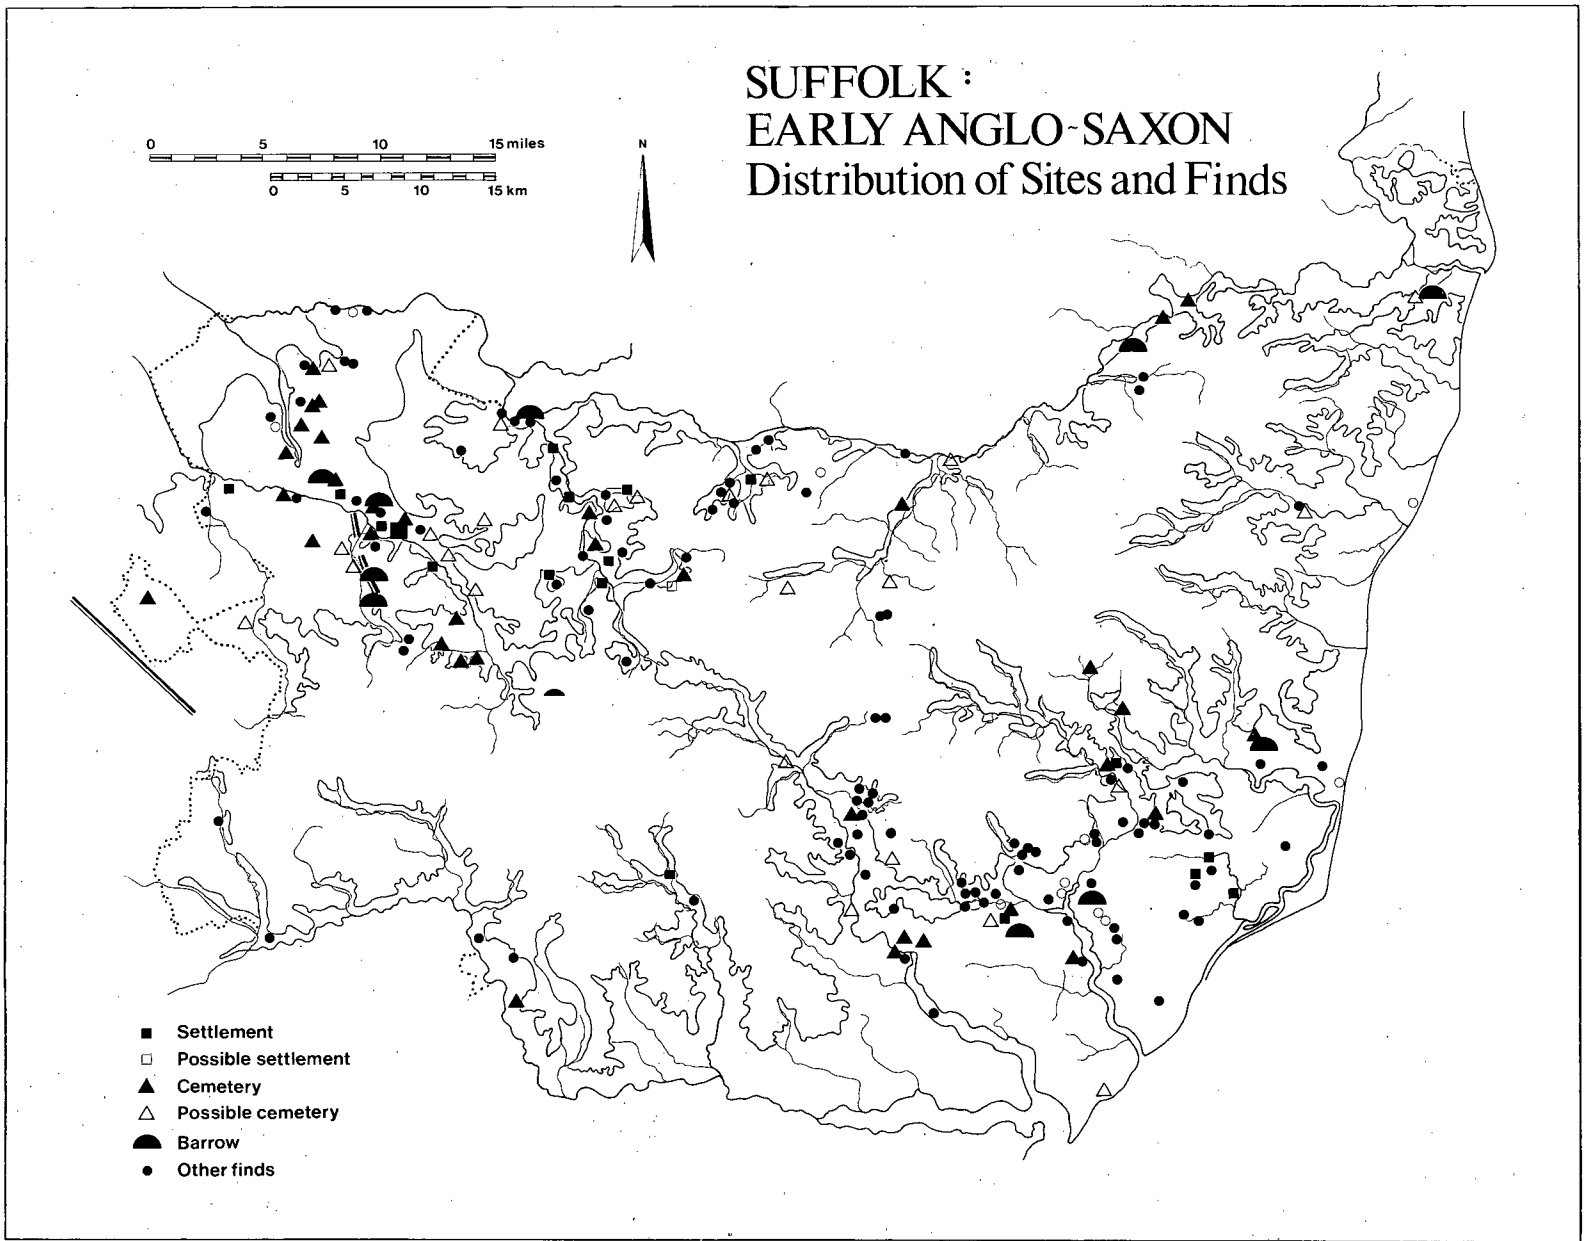 SUFFOLK :
EARLY ANGLO-SAXON
Distribution of Sites and Finds
0 5 10 15 miles
0 5 10 15 km
N
Settlement
Possible settlement
Cemetery
Possible cemetery
Barrow
Other finds